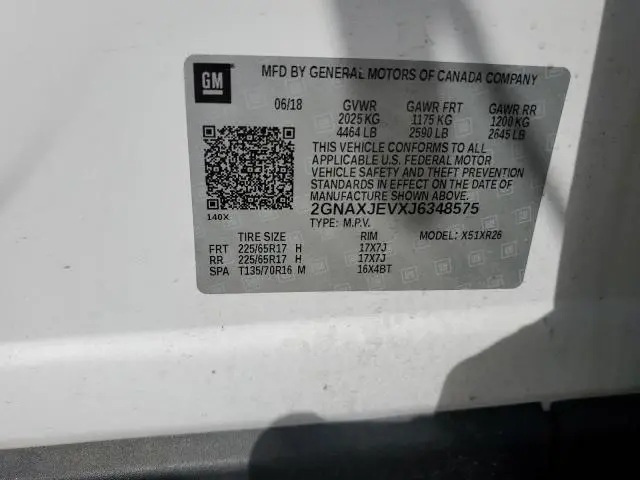 GM
MFD BY GENERAL MOTORS OF CANADA COMPANY
06/18 GVWR GAWR FRT GAWR RR
2025 KG 1175 KG 1200 KG
4464 LB 2590 LB 2645 LB
THIS VEHICLE CONFORMS TO ALL
APPLICABLE U.S. FEDERAL MOTOR
VEHICLE SAFETY AND THEFT PREVENTION
STANDARDS IN EFFECT ON THE DATE OF
MANUFACTURE SHOWN ABOVE.
2GNAXJEVXJ6348575
140X TYPE: M.P.V.
TIRE SIZE RIM MODEL: X51XR26
FRT 225/65R17 H 17X7J
RR 225/65R17 H 17X7J
SPA T135/70R16 M 16X4BT